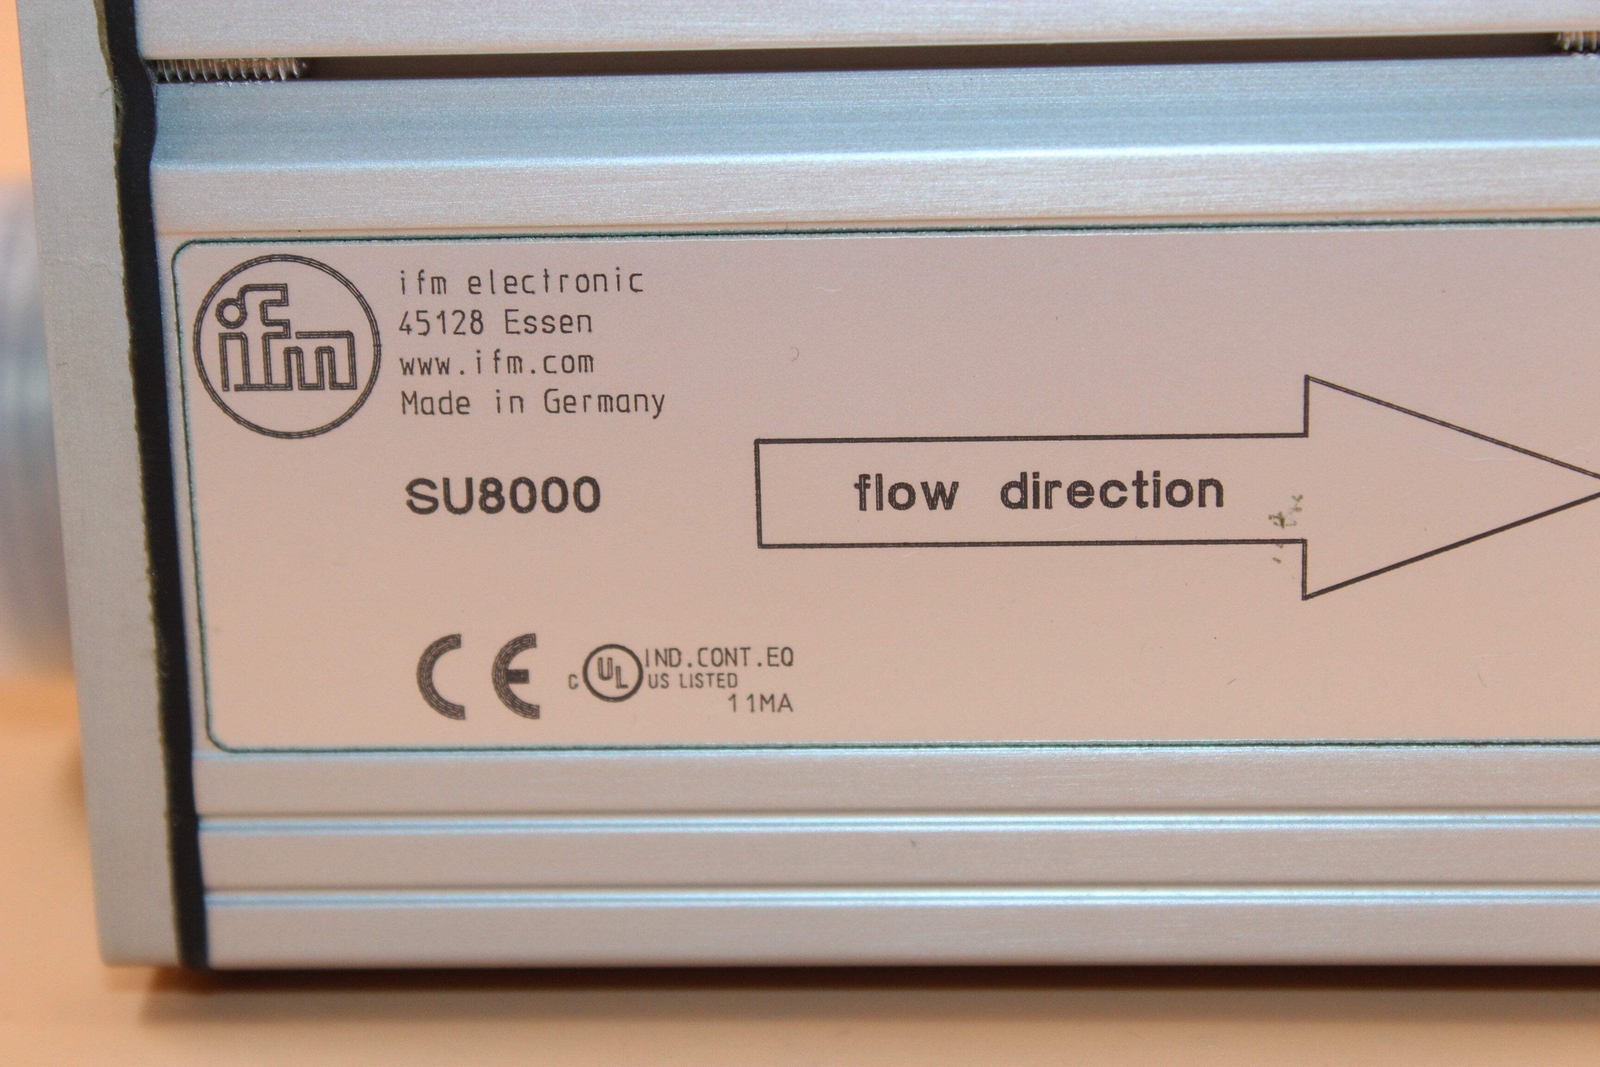 ifm
ifm electronic
45128 Essen
www.ifm.com
Made in Germany
SU8000
flow direction
CE
c UL US LISTED
IND.CONT.EQ
11MA